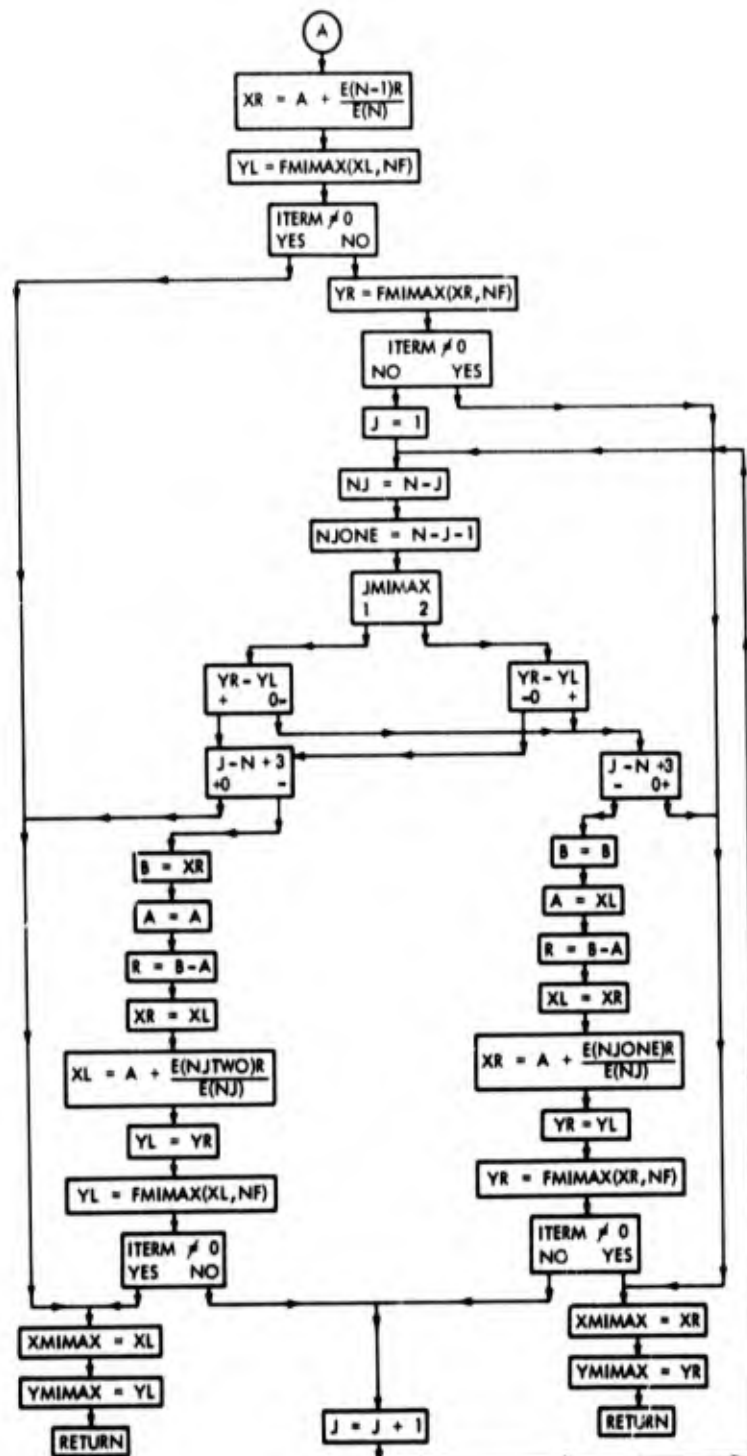 A
XR = A + E(N-1)R
E(N)
YL = FMIMAX(XL,NF)
ITERM ≠ 0
YES NO
YR = FMIMAX(XR,NF)
ITERM ≠ 0
NO YES
J = 1
NJ = N-J
NJONE = N-J-1
JMIMAX
1 2
YR-YL
+ 0-
YR-YL
-0 +
J-N+3
+0 -
J-N+3
- 0+
B = XR
A = A
R = B-A
XR = XL
XL = A + E(NJTWO)R
E(NJ)
YL = YR
YL = FMIMAX(XL,NF)
ITERM ≠ 0
YES NO
XMIMAX = XL
YMIMAX = YL
RETURN
B = B
A = XL
R = B-A
XL = XR
XR = A + E(NJONE)R
E(NJ)
YR=YL
YR = FMIMAX(XR,NF)
ITERM ≠ 0
NO YES
XMIMAX = XR
YMIMAX = YR
RETURN
J = J + 1